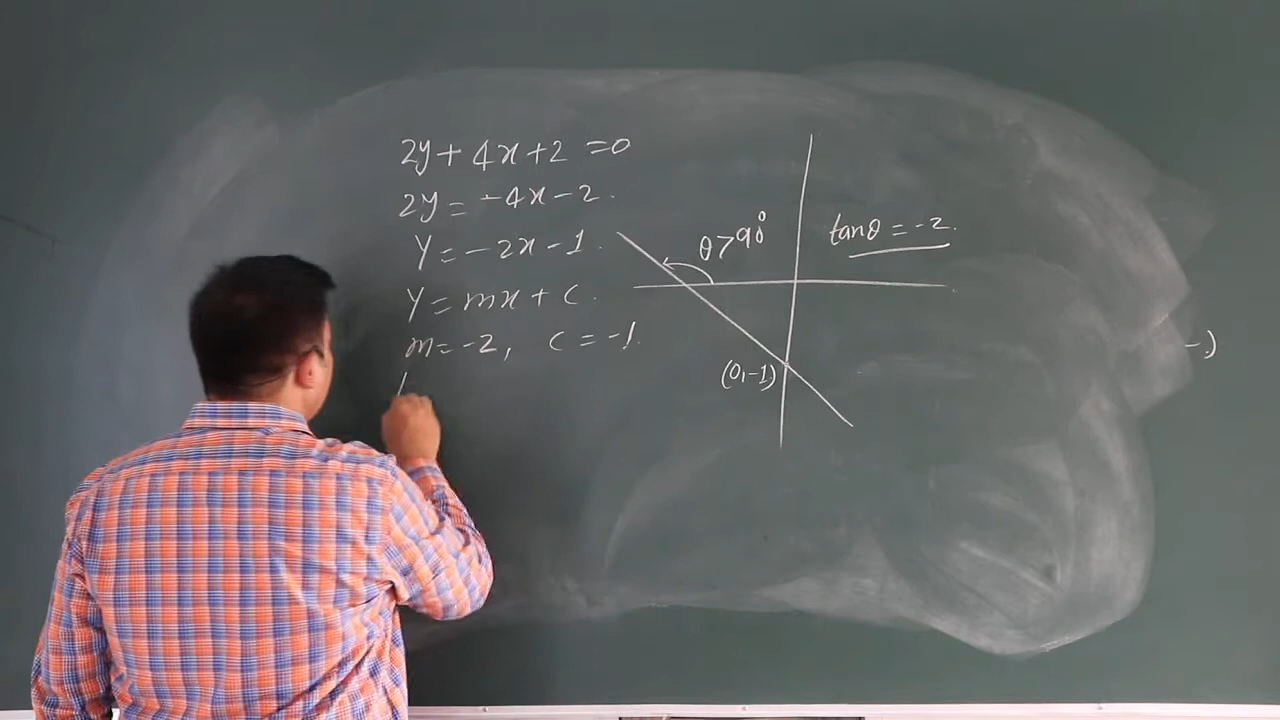 2y + 4x + 2 = 0
2y = -4x - 2.
y = -2x - 1.
y = mx + c.
m = -2, c = -1.
θ > 90°
tanθ = -2.
(0, -1)